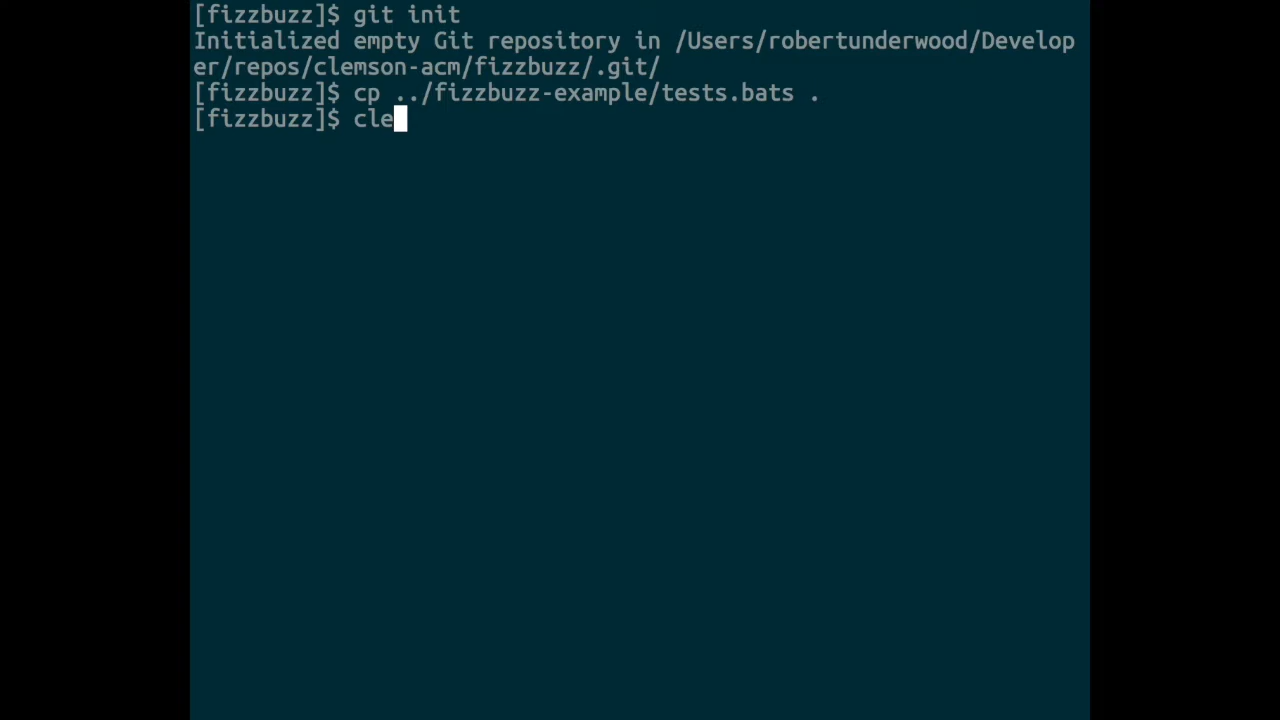 [fizzbuzz]$ git init
Initialized empty Git repository in /Users/robertunderwood/Develop
er/repos/clemson-acm/fizzbuzz/.git/
[fizzbuzz]$ cp ../fizzbuzz-example/tests.bats .
[fizzbuzz]$ cle